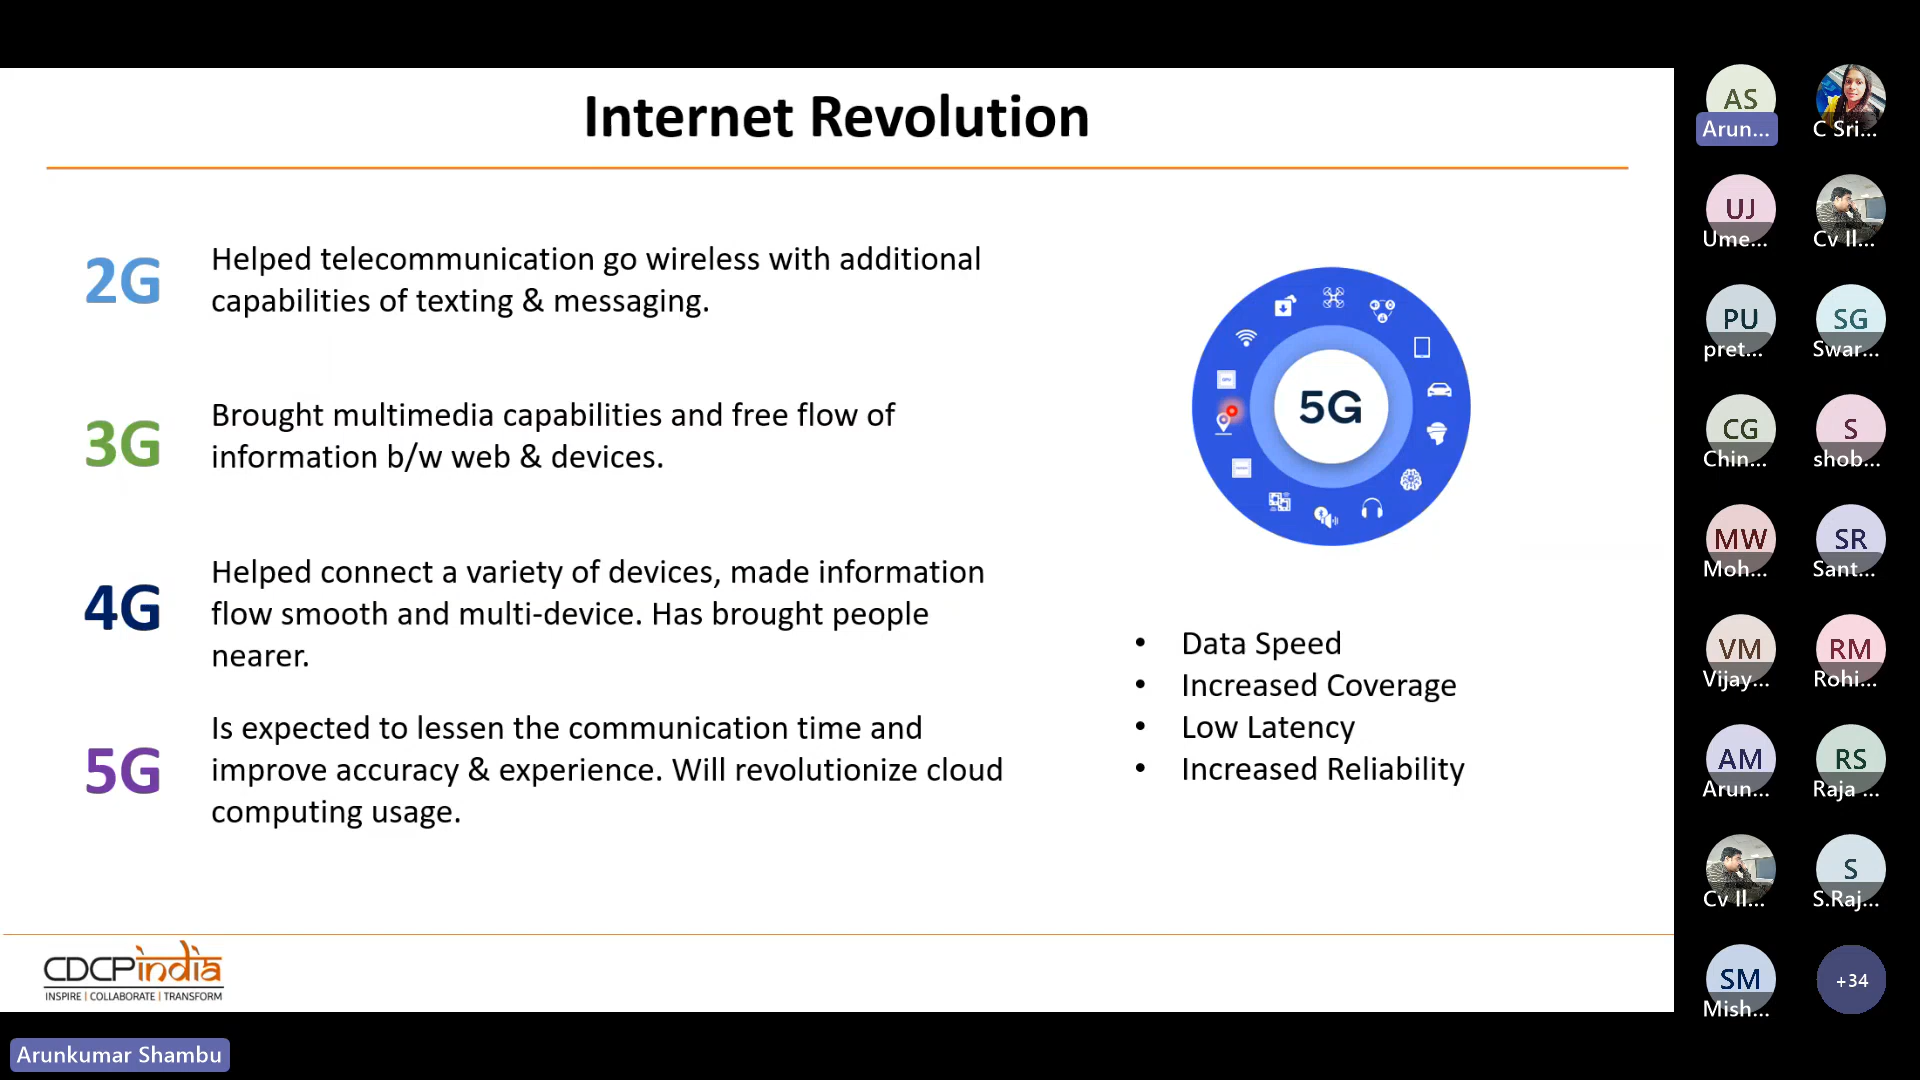 Internet Revolution
2G
Helped telecommunication go wireless with additional
capabilities of texting & messaging.
3G
Brought multimedia capabilities and free flow of
information b/w web & devices.
4G
Helped connect a variety of devices, made information
flow smooth and multi-device. Has brought people
nearer.
5G
Is expected to lessen the communication time and
improve accuracy & experience. Will revolutionize cloud
computing usage.
5G
• Data Speed
• Increased Coverage
• Low Latency
• Increased Reliability
CDCPindia
INSPIRE | COLLABORATE | TRANSFORM
Arunkumar Shambu
AS
Arun...
C Sri...
UJ
Ume...
Cv Il...
PU
pret...
SG
Swar...
CG
Chin...
S
shob...
MW
Moh...
SR
Sant...
VM
Vijay...
RM
Rohi...
AM
Arun...
RS
Raja ...
Cv Il...
S
S.Raj...
SM
Mish...
+34